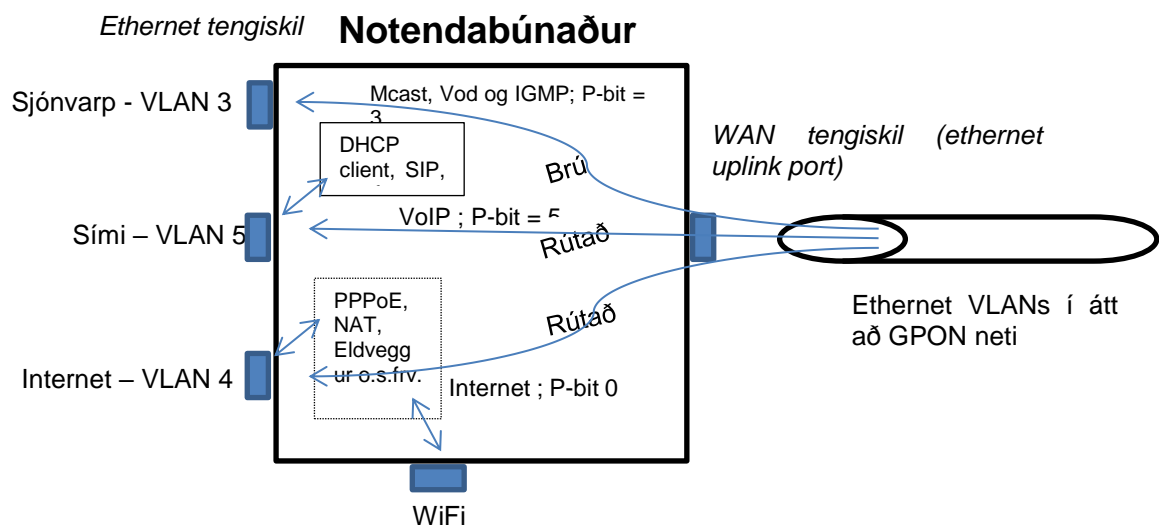 Ethernet tengiskil
Notendabúnaður
Sjónvarp - VLAN 3
Mcast, Vod og IGMP; P-bit =
3
DHCP
client, SIP,
WAN tengiskil (ethernet
uplink port)
Brú
VoIP ; P-bit =
Sími – VLAN 5
Rútað
PPPoE,
NAT,
Eldvegg
ur o.s.frv.
Rútað
Ethernet VLANs í átt
að GPON neti
Internet – VLAN 4
Internet ; P-bit 0
WiFi